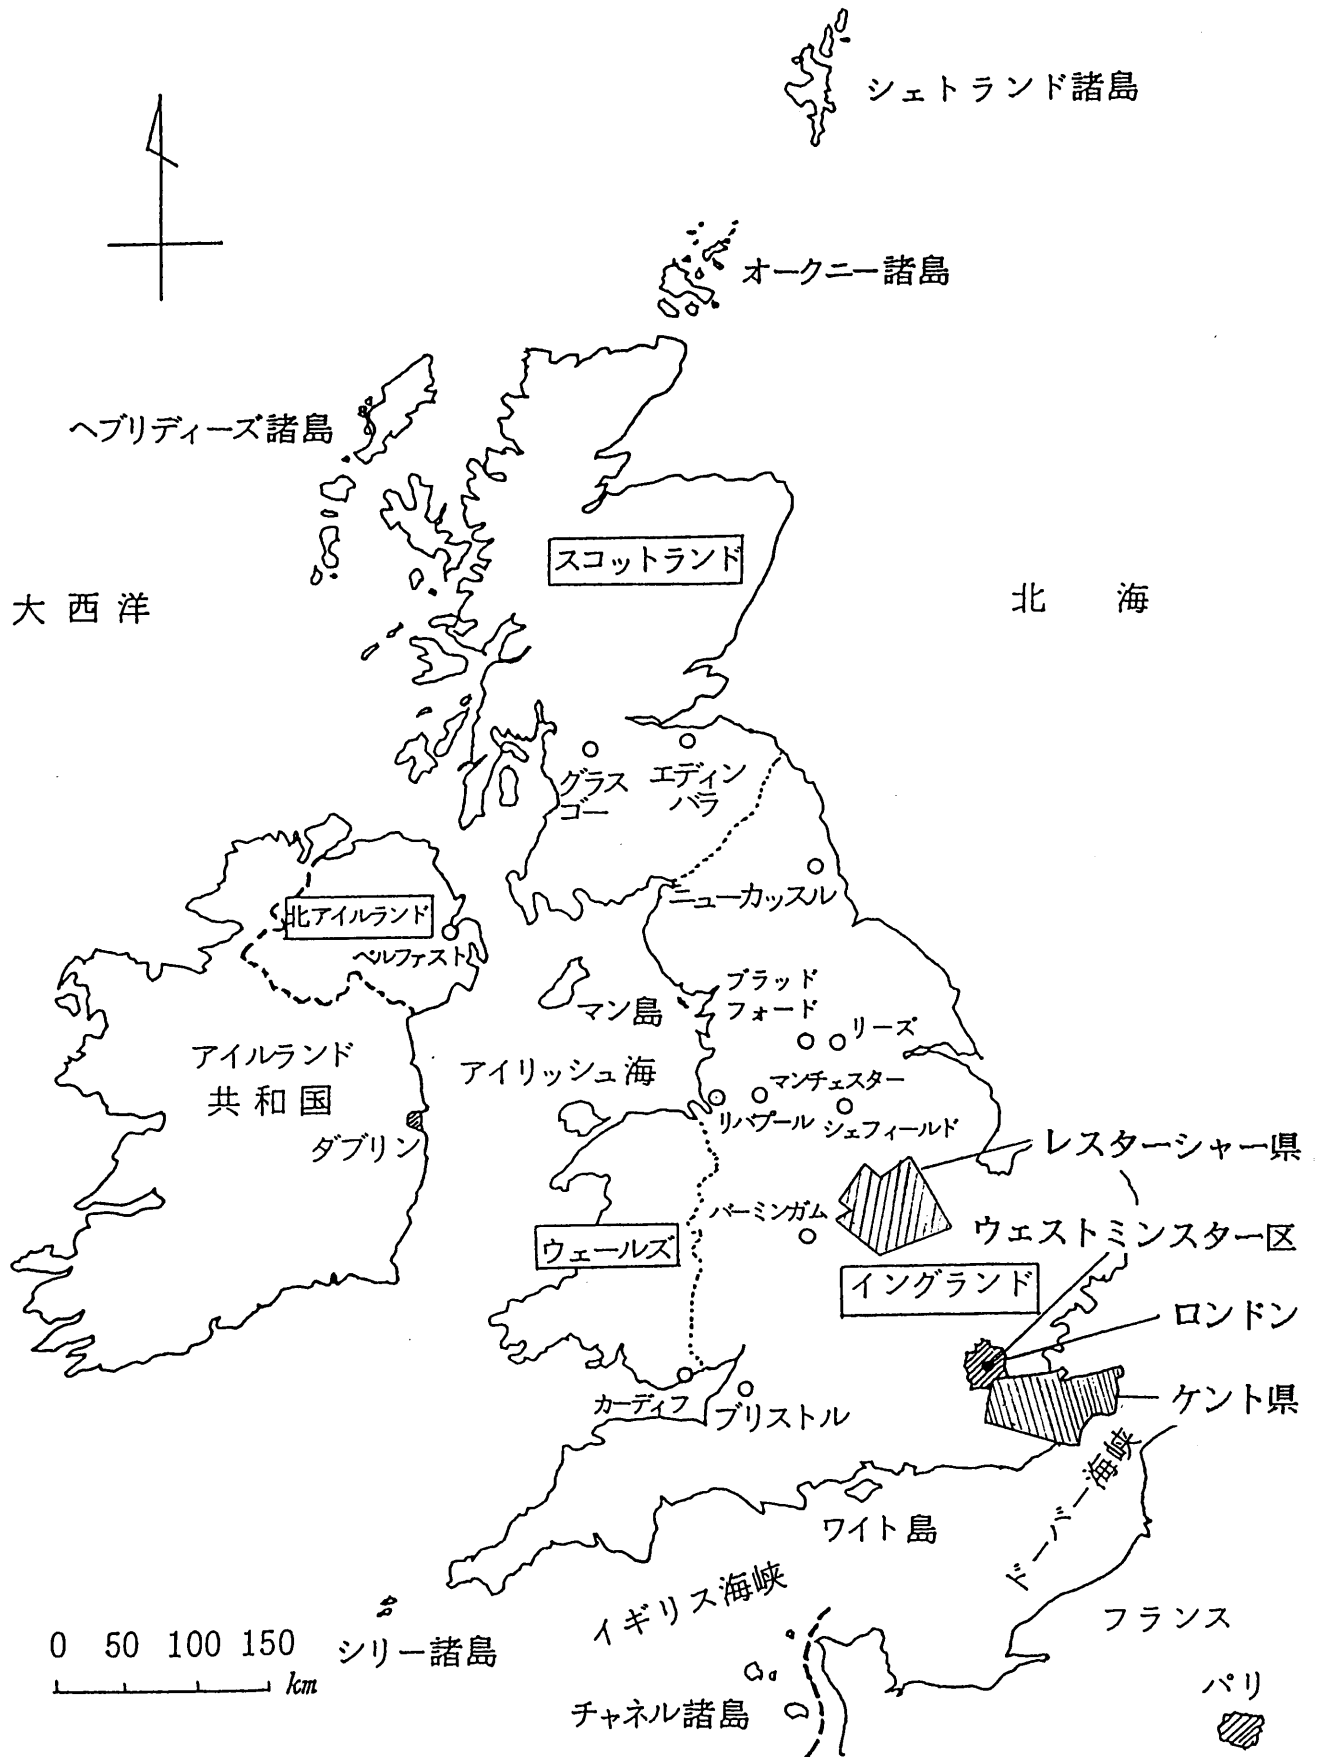 シェトランド諸島
オークニー諸島
ヘブリディーズ諸島
スコットランド
大西洋
北海
グラス
ゴー
エディン
バラ
ニューカッスル
北アイルランド
ベルファスト
マン島
ブラッド
フォード
リーズ
アイルランド
共和国
アイリッシュ海
マンチェスター
リバプール
シェフィールド
ダブリン
レスターシャー県
バーミンガム
ウェストミンスター区
ウェールズ
イングランド
ロンドン
ケント県
カーディフ
ブリストル
ドーバー海峡
ワイト島
イギリス海峡
フランス
0 50 100 150
km
シリー諸島
パリ
チャネル諸島